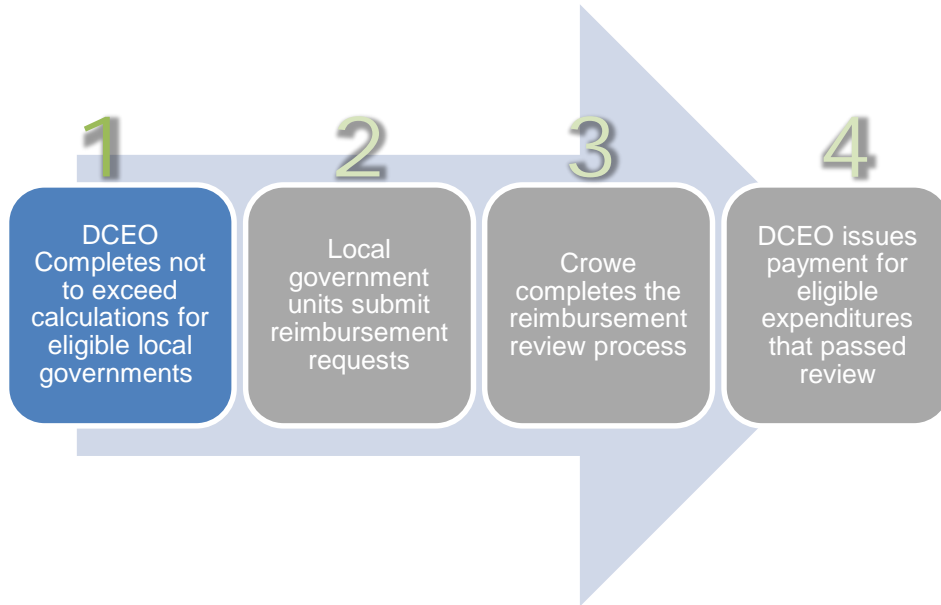 1
DCEO
Completes not
to exceed
calculations for
eligible local
governments
2
Local
government
units submit
reimbursement
requests
3
Crowe
completes the
reimbursement
review process
4
DCEO issues
payment for
eligible
expenditures
that passed
review